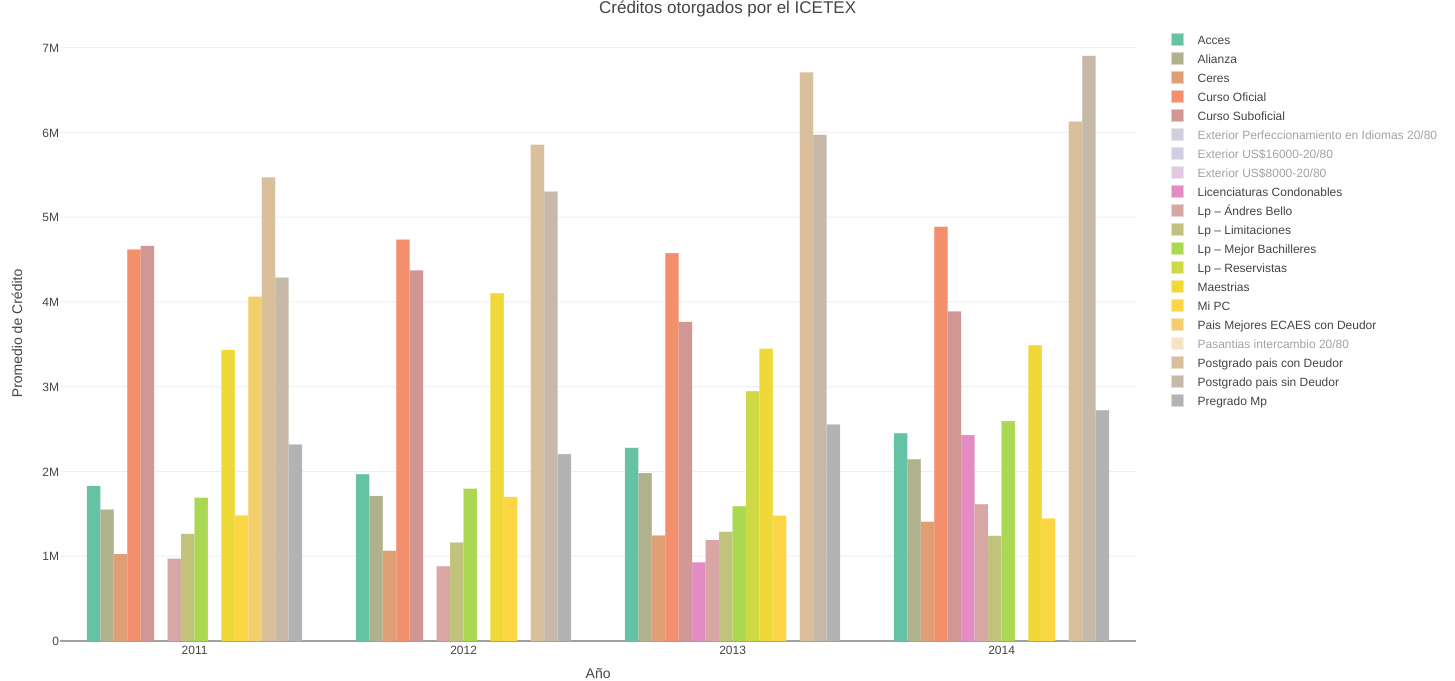 Créditos otorgados por el ICETEX
7M
6M
5M
4M
3M
2M
1M
0
Promedio de Crédito
2011
2012
2013
2014
Año
Acces
Alianza
Ceres
Curso Oficial
Curso Suboficial
Exterior Perfeccionamiento en Idiomas 20/80
Exterior US$16000-20/80
Exterior US$8000-20/80
Licenciaturas Condonables
Lp – Ándres Bello
Lp – Limitaciones
Lp – Mejor Bachilleres
Lp – Reservistas
Maestrias
Mi PC
Pais Mejores ECAES con Deudor
Pasantias intercambio 20/80
Postgrado pais con Deudor
Postgrado pais sin Deudor
Pregrado Mp